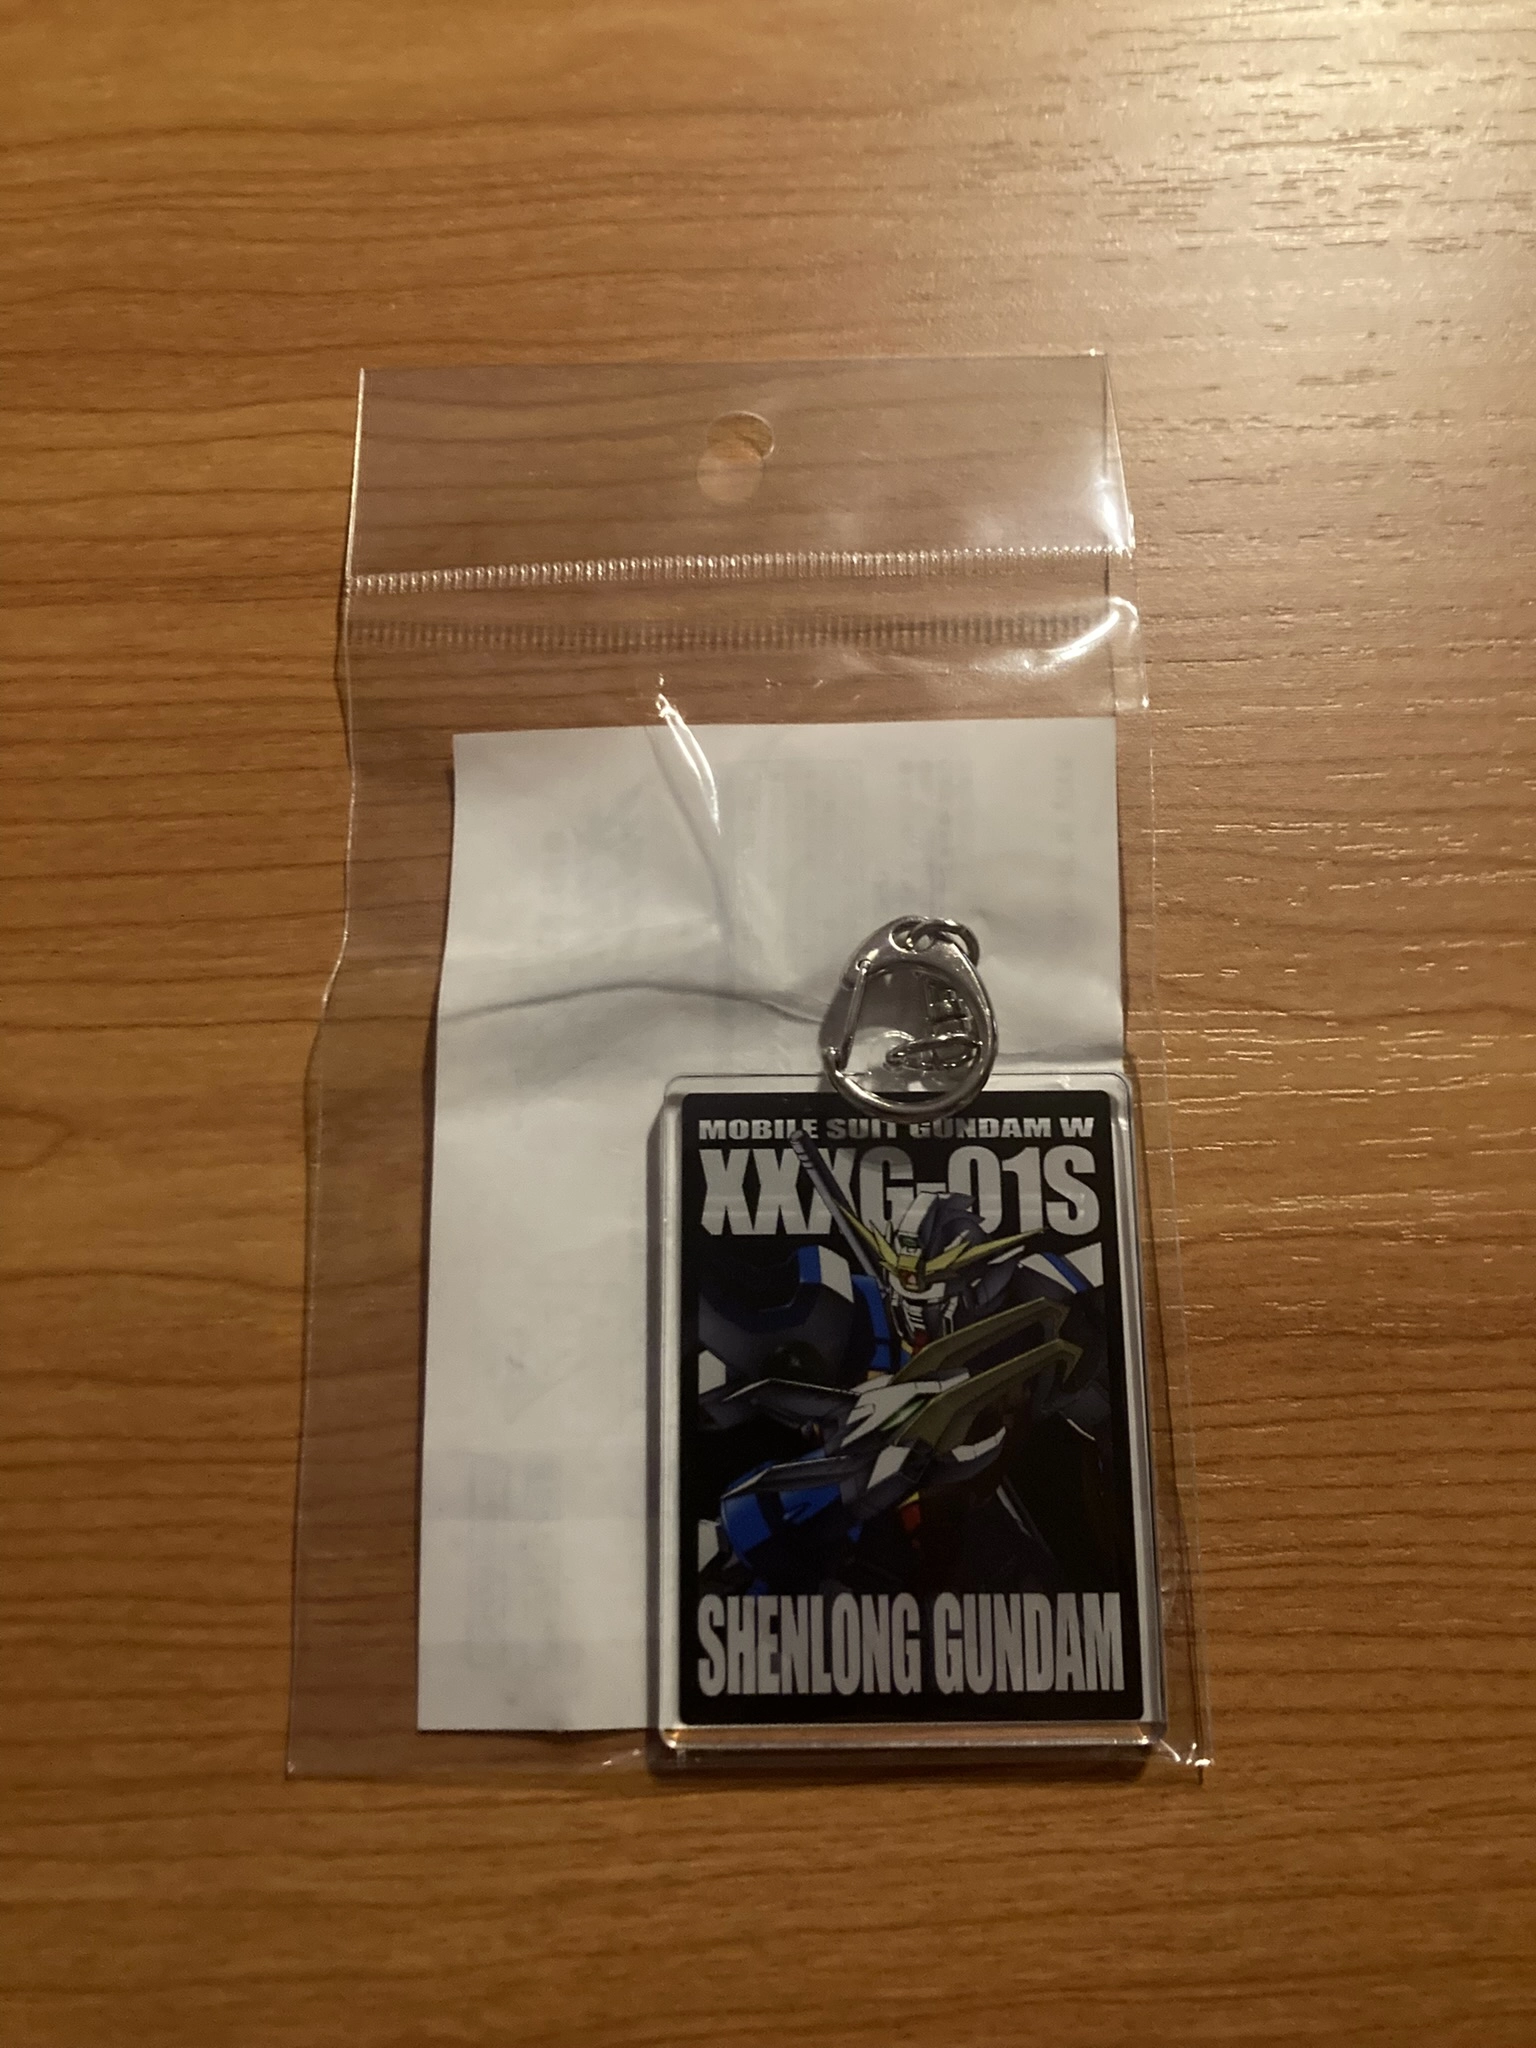 MOBILE SUIT GUNDAM W
XXXG-01S
SHENLONG GUNDAM